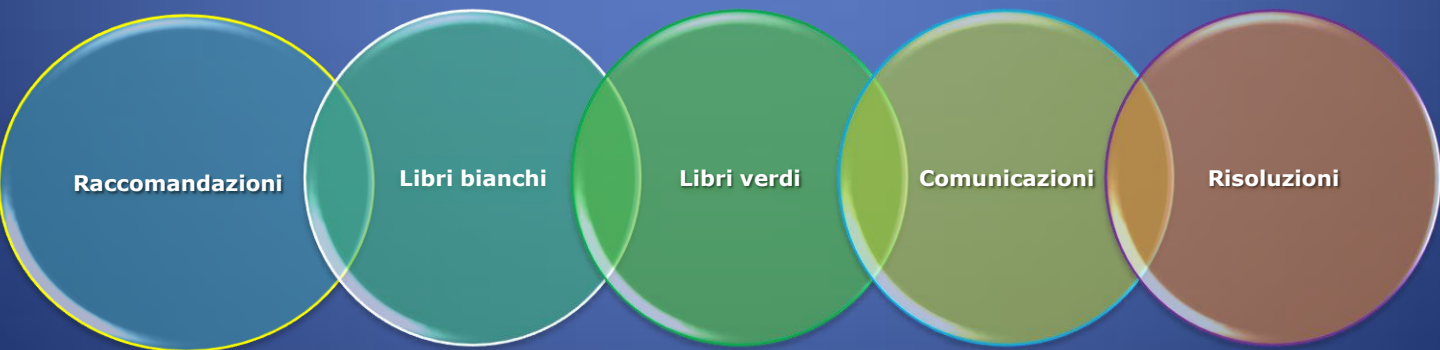 Raccomandazioni
Libri bianchi
Libri verdi
Comunicazioni
Risoluzioni